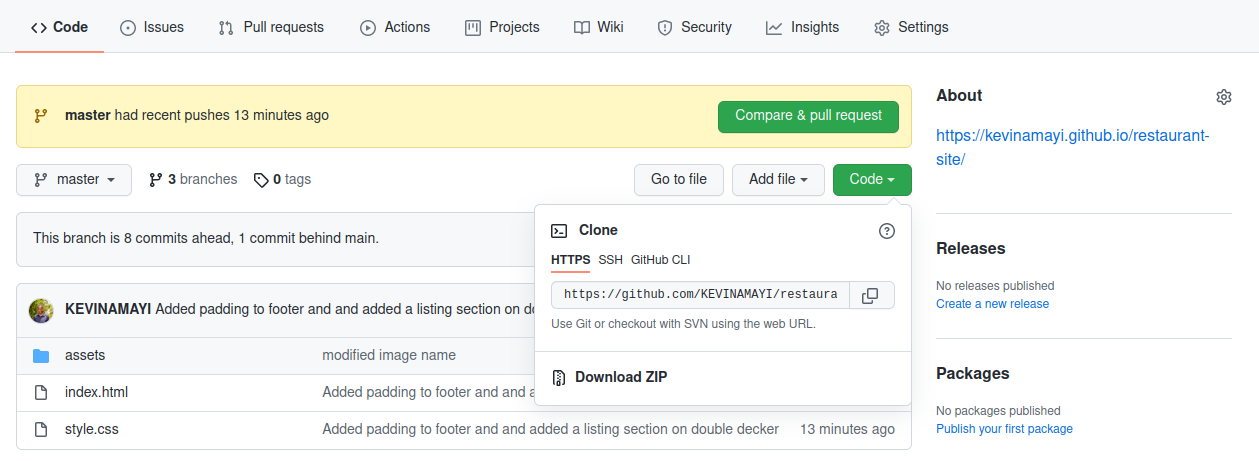 Code Issues Pull requests Actions Projects Wiki Security Insights Settings
master had recent pushes 13 minutes ago
Compare & pull request
master 3 branches 0 tags
Go to file Add file Code
This branch is 8 commits ahead, 1 commit behind main.
Clone
HTTPS SSH GitHub CLI
https://github.com/KEVINAMAYI/restaura
Use Git or checkout with SVN using the web URL.
Download ZIP
KEVINAMAYI Added padding to footer and and added a listing section on
assets modified image name
index.html Added padding to footer and and
style.css Added padding to footer and and added a listing section on double decker 13 minutes ago
About
https://kevinamayi.github.io/restaurant-
site/
Releases
No releases published
Create a new release
Packages
No packages published
Publish your first package